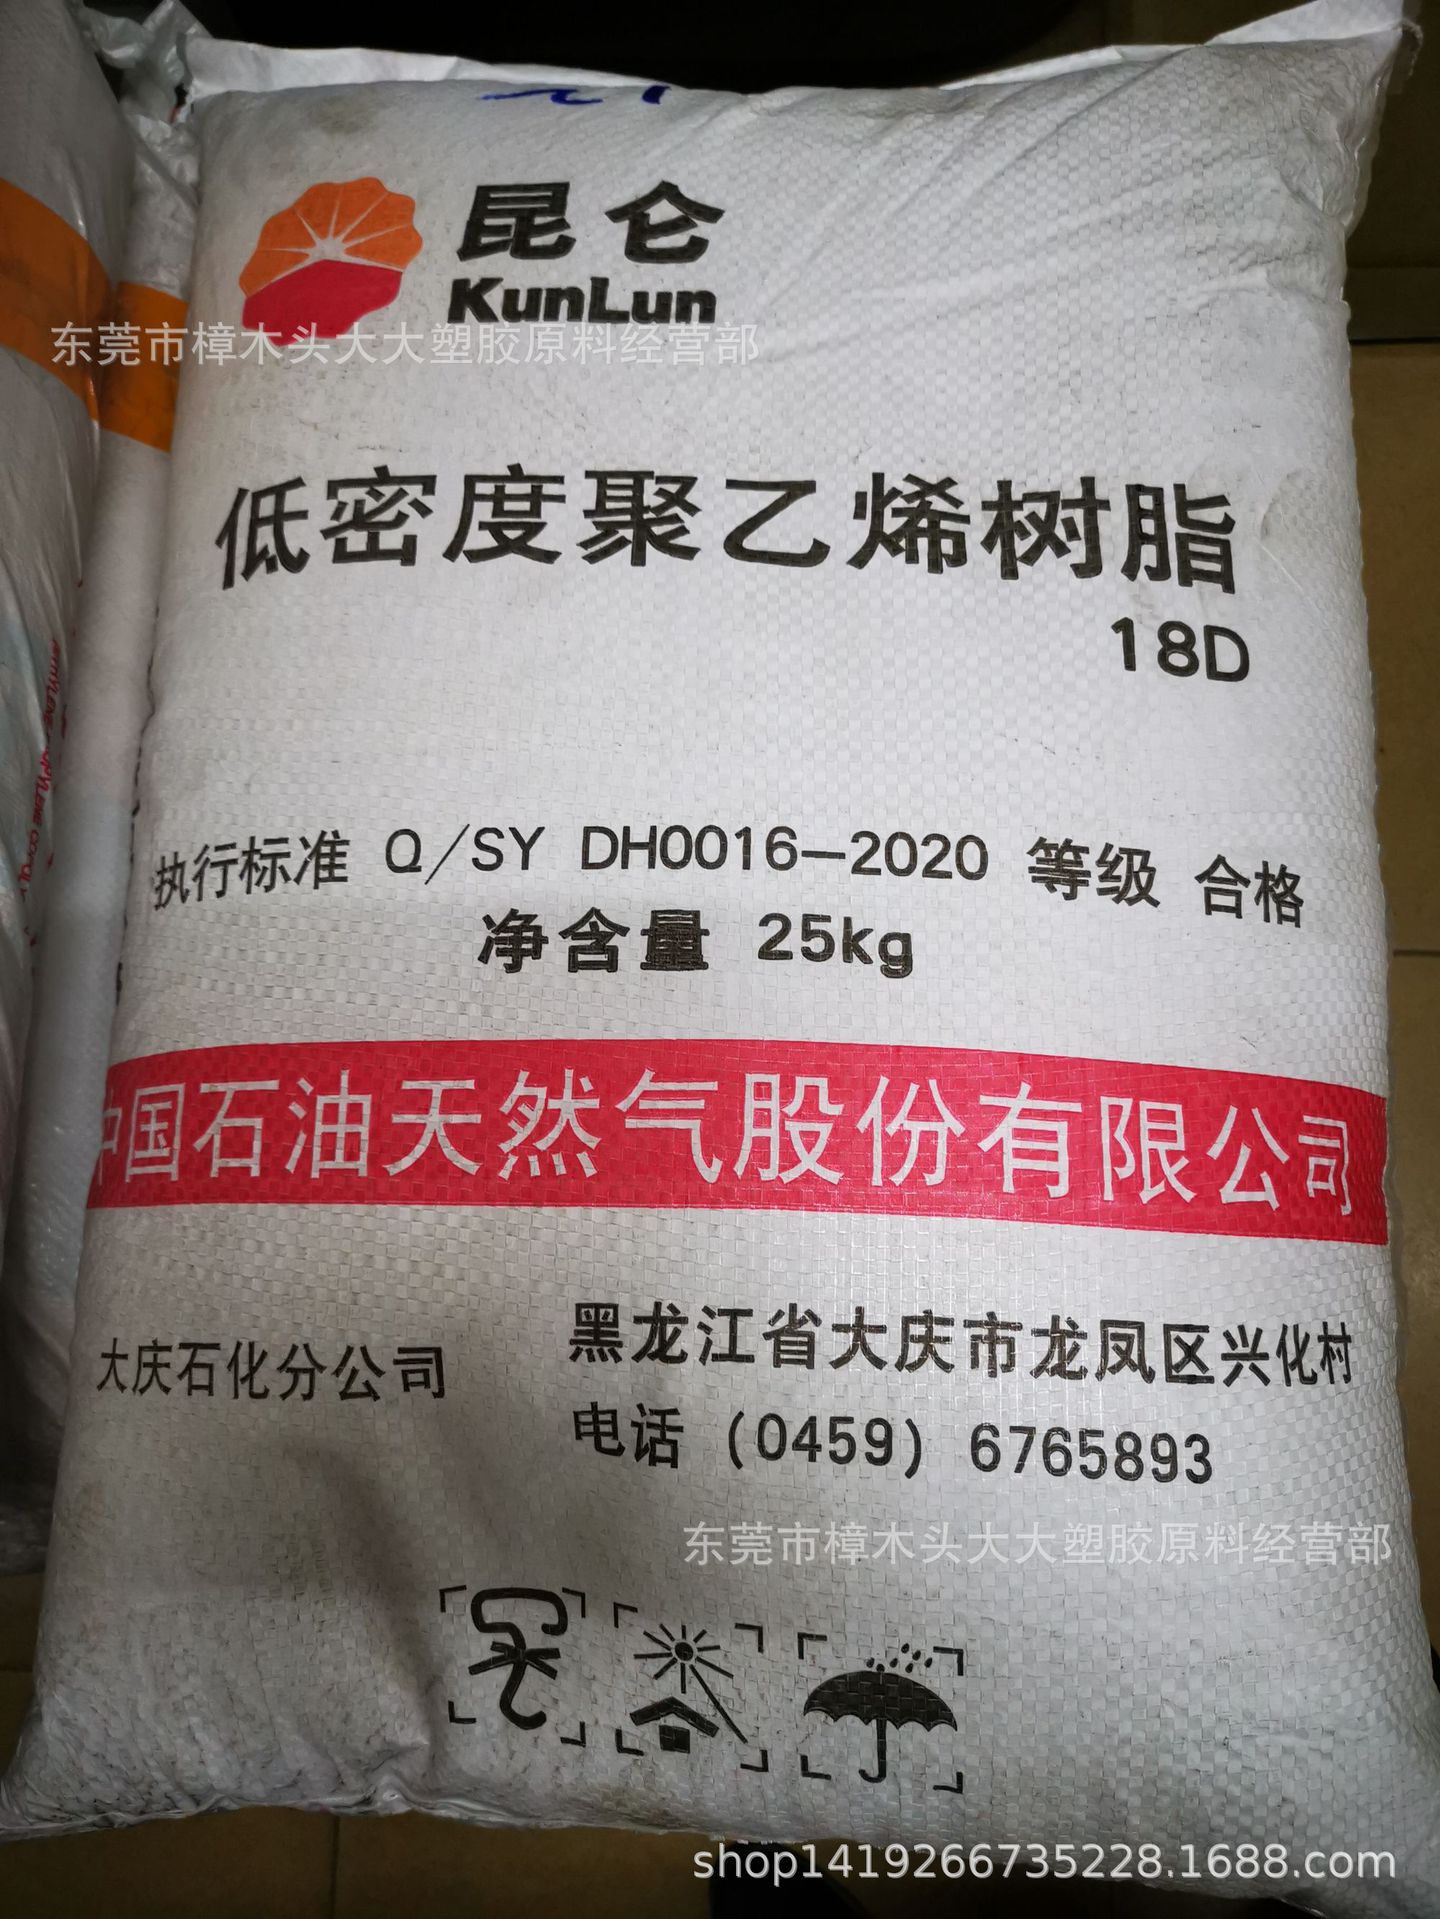 昆仑
KunLun
东莞市樟木头大大塑胶原料经营部
低密度聚乙烯树脂
18D
执行标准 Q/SY DH0016-2020 等级 合格
净含量 25kg
中国石油天然气股份有限公司
大庆石化分公司
黑龙江省大庆市龙凤区兴化村
电话 (0459) 6765893
东莞市樟木头大大塑胶原料经营部
shop1419266735228.1688.com